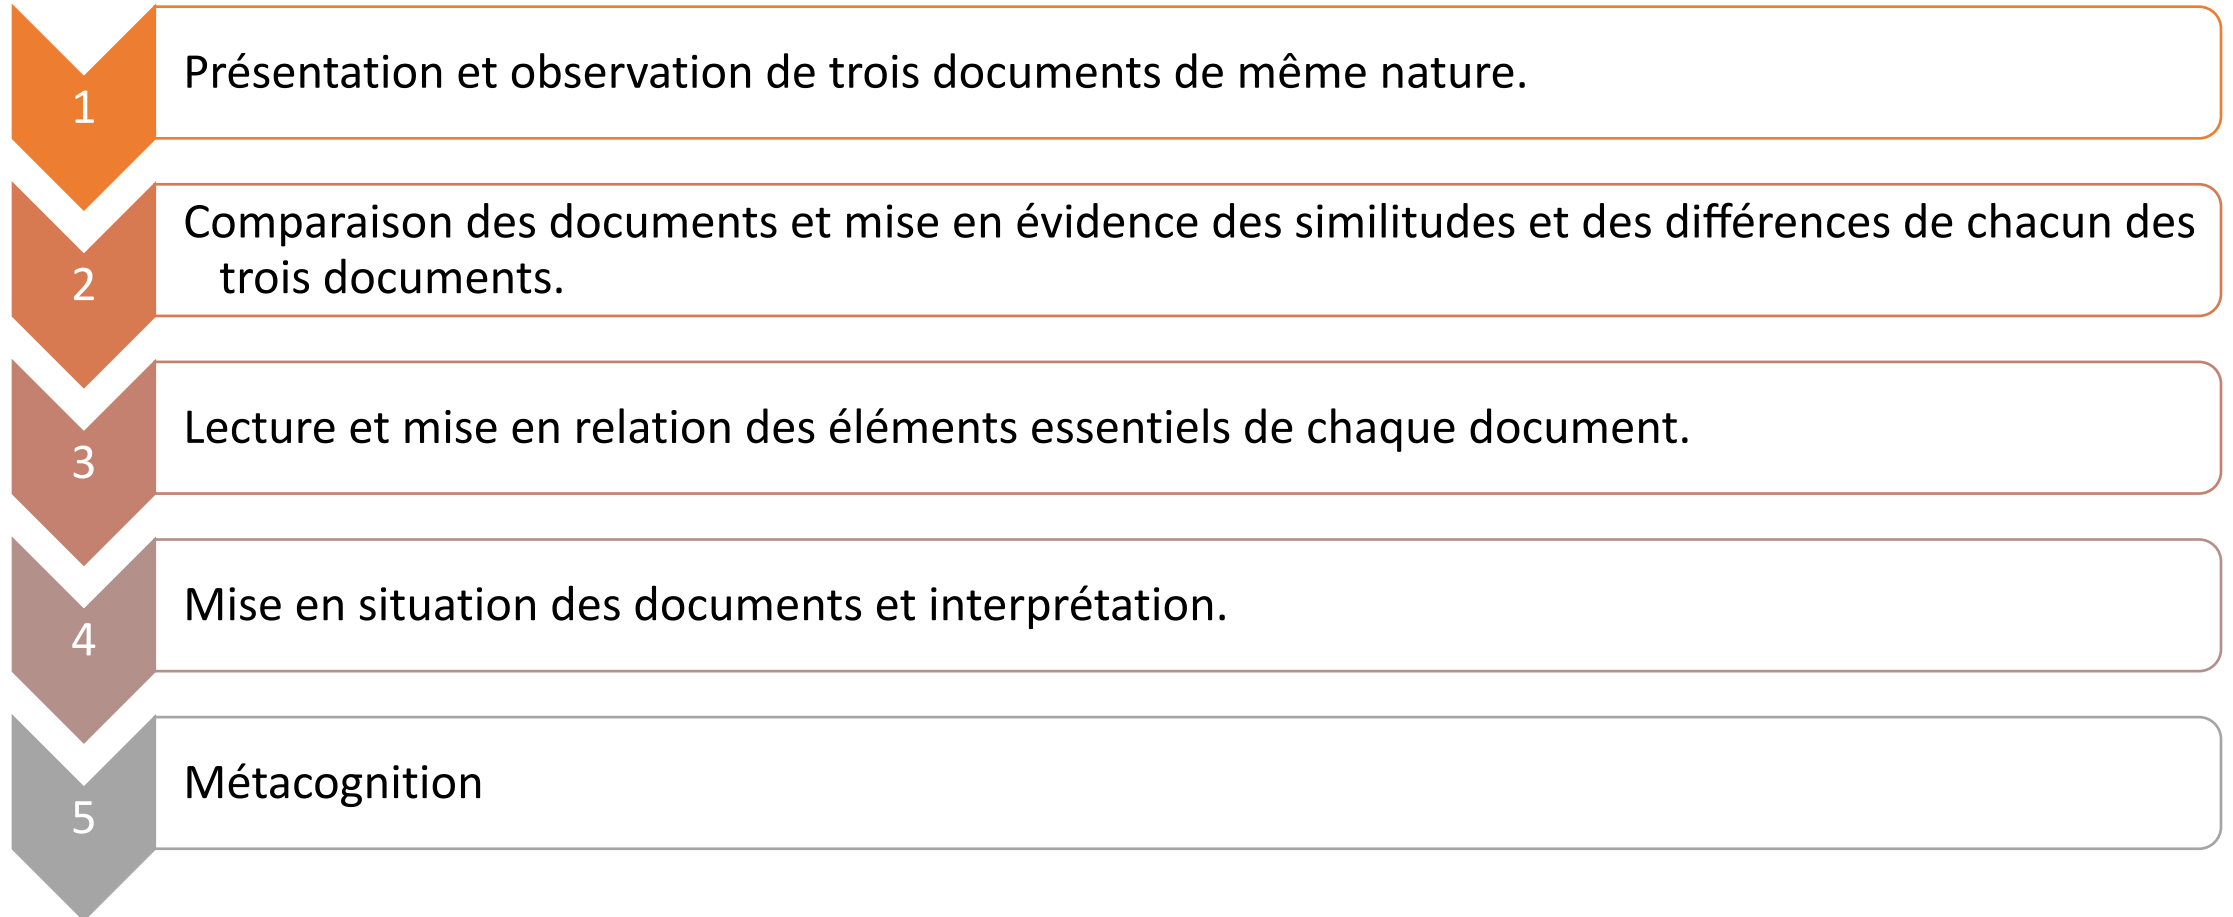 1
Présentation et observation de trois documents de même nature.
2
Comparaison des documents et mise en évidence des similitudes et des différences de chacun des
trois documents.
3
Lecture et mise en relation des éléments essentiels de chaque document.
4
Mise en situation des documents et interprétation.
5
Métacognition